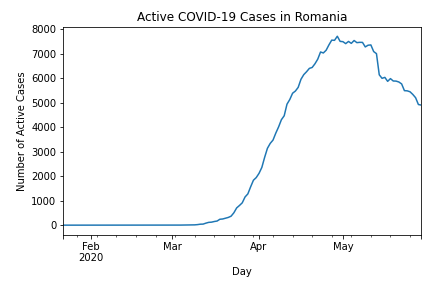 Active COVID-19 Cases in Romania
8000
7000
6000
5000
4000
3000
2000
1000
0
Number of Active Cases
Feb
2020
Mar
Apr
May
Day